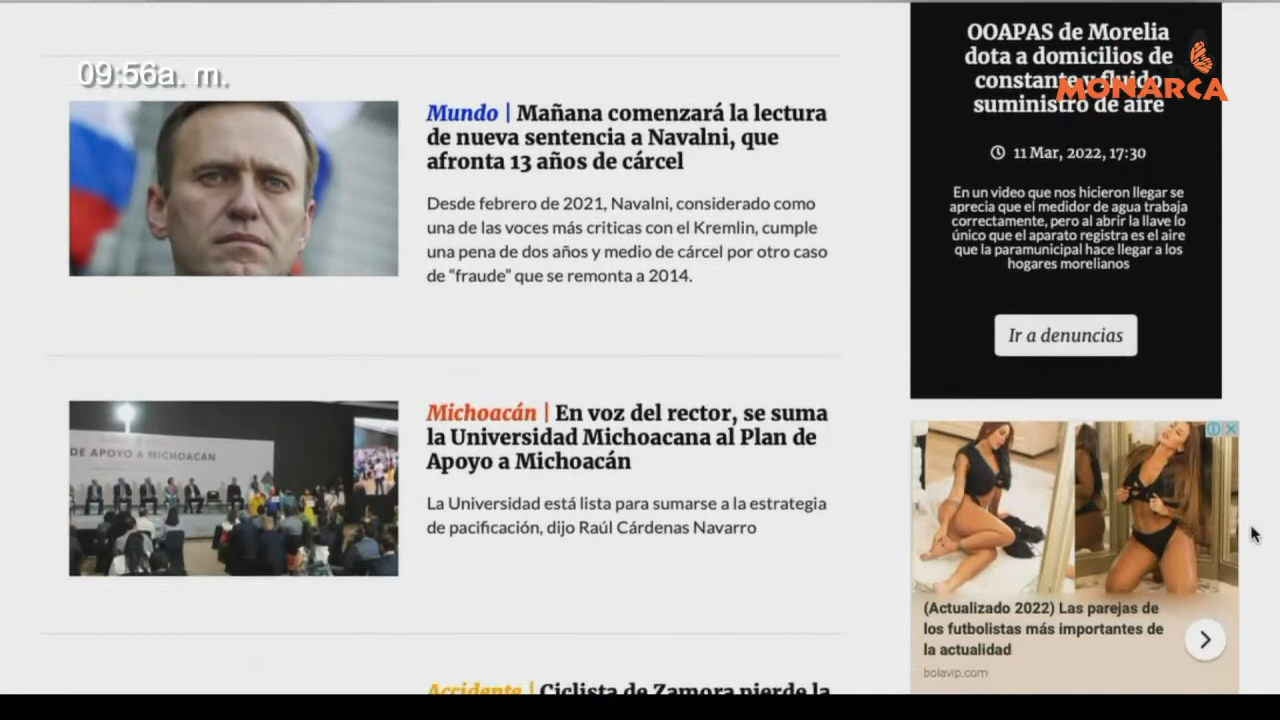 09:56a. m.
Mundo | Mañana comenzará la lectura
de nueva sentencia a Navalni, que
afronta 13 años de cárcel
Desde febrero de 2021, Navalni, considerado como
una de las voces más criticas con el Kremlin, cumple
una pena de dos años y medio de cárcel por otro caso
de “fraude” que se remonta a 2014.
DE APOYO A MICHOACÁN
Michoacán | En voz del rector, se suma
la Universidad Michoacana al Plan de
Apoyo a Michoacán
La Universidad está lista para sumarse a la estrategia
de pacificación, dijo Raúl Cárdenas Navarro
Accidente | Ciclista de Zamora pierde la
OOAPAS de Morelia
dota a domicilios de
constante y fluido
suministro de aire
MONARCA
11 Mar, 2022, 17:30
En un video que nos hicieron llegar se
aprecia que el medidor de agua trabaja
correctamente, pero al abrir la llave lo
único que el aparato registra es el aire
que la paramunicipal hace llegar a los
hogares morelianos
Ir a denuncias
(Actualizado 2022) Las parejas de
los futbolistas más importantes de
la actualidad
bolavip.com